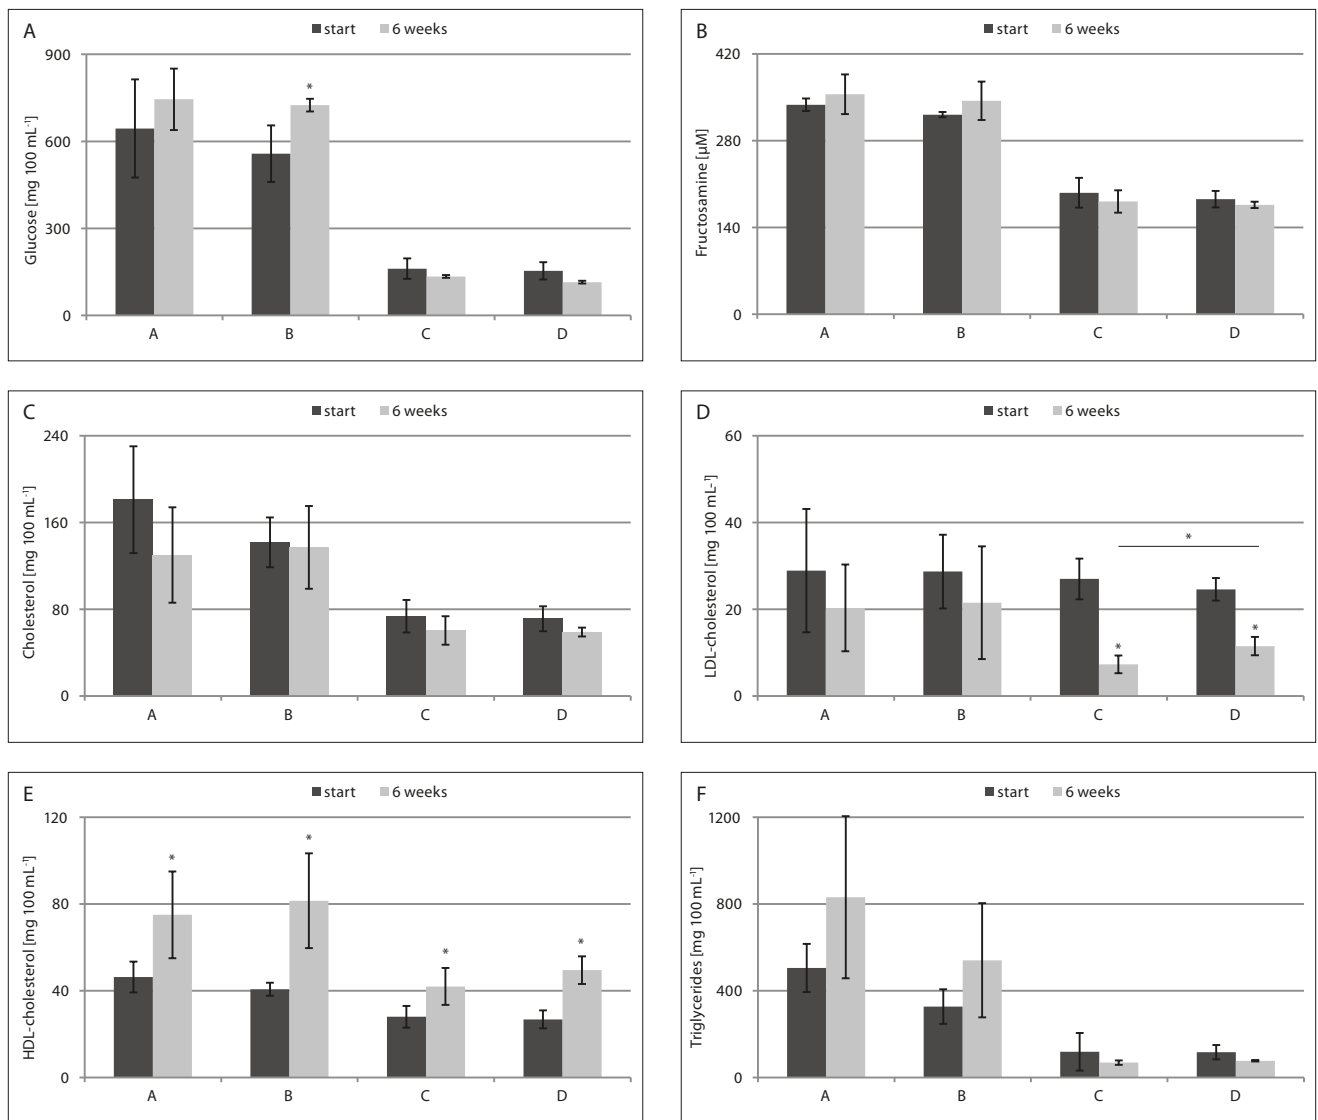 A
start 6 weeks
Glucose [mg 100 mL⁻¹]
900
600
300
0
*
A B C D
B
start 6 weeks
Fructosamine [µM]
420
280
140
0
A B C D
C
start 6 weeks
Cholesterol [mg 100 mL⁻¹]
240
160
80
0
A B C D
D
start 6 weeks
LDL-cholesterol [mg 100 mL-¹]
60
40
20
0
*
* *
A B C D
E
start 6 weeks
HDL-cholesterol [mg 100 mL⁻¹]
120
80
40
0
* * * *
A B C D
F
start 6 weeks
Triglycerides [mg 100 mL⁻¹]
1200
800
400
0
A B C D